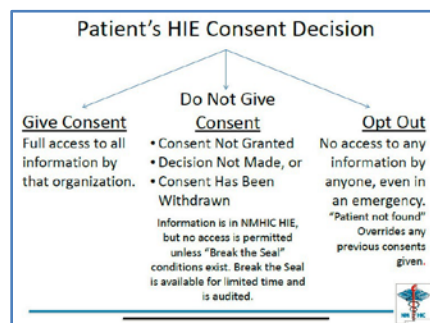 Patient's HIE Consent Decision
Give Consent
Full access to all
information by
that organization.
Do Not Give
Consent
• Consent Not Granted
• Decision Not Made, or
• Consent Has Been
Withdrawn
Information is in NMHIC HIE,
but no access is permitted
unless "Break the Seal"
conditions exist. Break the Seal
is available for limited time and
is audited.
Opt Out
No access to any
information by
anyone, even in
an emergency.
"Patient not found"
Overrides any
previous consents
given.